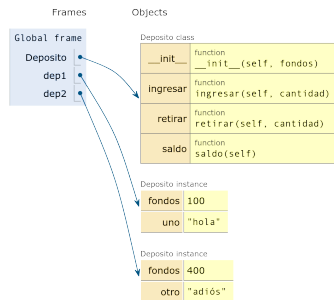 Frames Objects
Global frame
Deposito
dep1
dep2
Deposito class
__init__ function
__init__(self, fondos)
ingresar function
ingresar(self, cantidad)
retirar function
retirar(self, cantidad)
saldo function
saldo(self)
Deposito instance
fondos 100
uno "hola"
Deposito instance
fondos 400
otro "adiós"